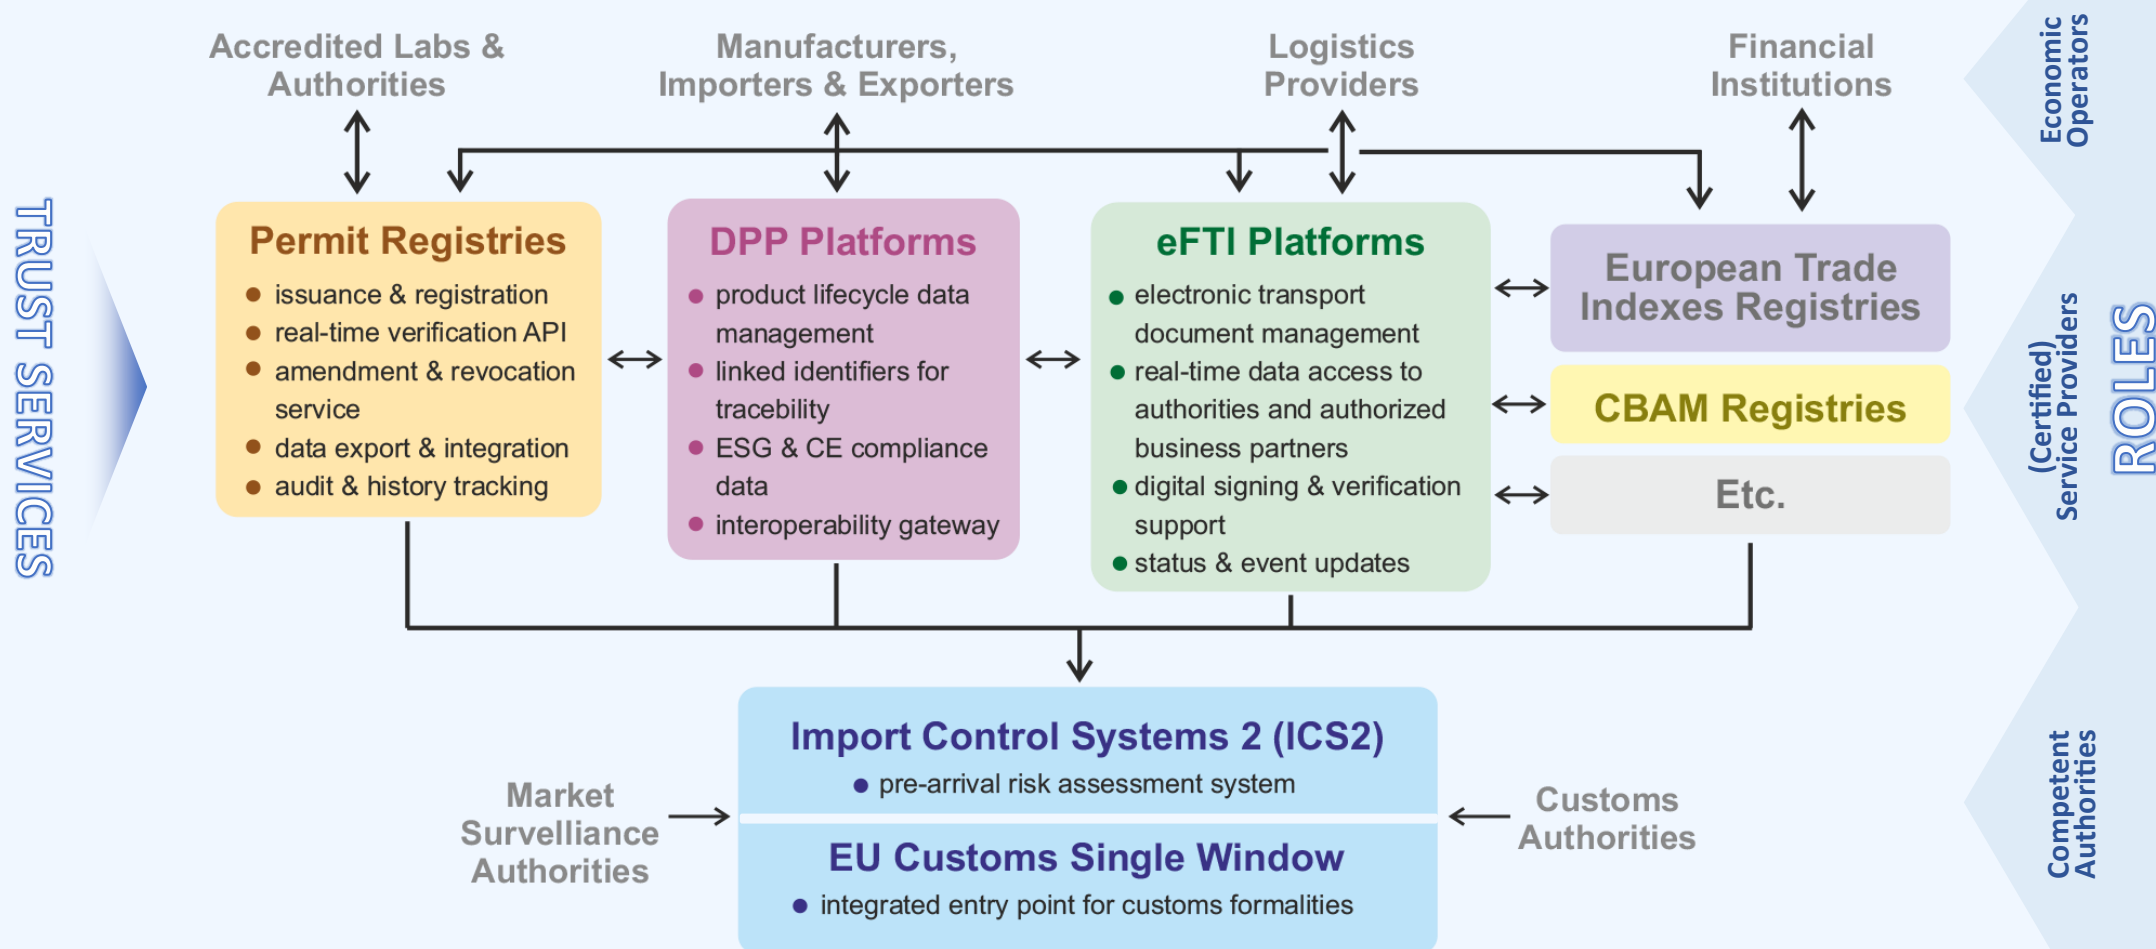 Accredited Labs &
Authorities
Manufacturers,
Importers & Exporters
Logistics
Providers
Financial
Institutions
Economic
Operators
TRUST SERVICES
Permit Registries
issuance & registration
real-time verification API
amendment & revocation
service
data export & integration
audit & history tracking
DPP Platforms
product lifecycle data
management
linked identifiers for
tracebility
ESG & CE compliance
data
interoperability gateway
eFTI Platforms
electronic transport
document management
real-time data access to
authorities and authorized
business partners
digital signing & verification
support
status & event updates
European Trade
Indexes Registries
CBAM Registries
Etc.
(Certified)
Service Providers
ROLES
Import Control Systems 2 (ICS2)
pre-arrival risk assessment system
EU Customs Single Window
integrated entry point for customs formalities
Market
Survelliance
Authorities
Customs
Authorities
Competent
Authorities